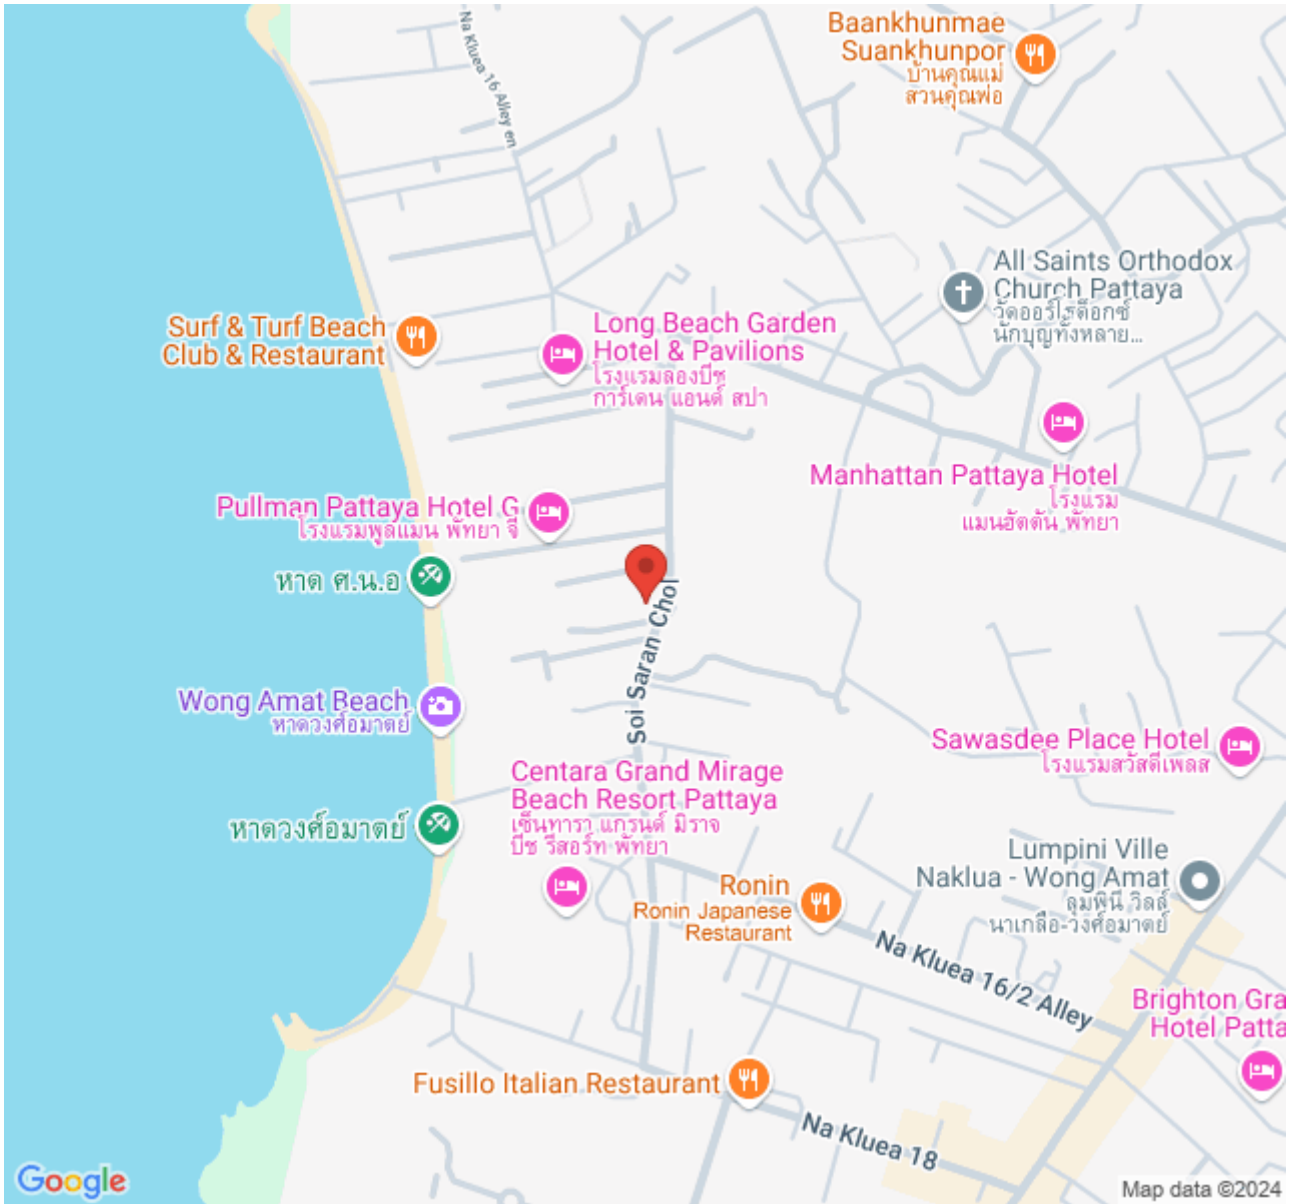 Na Kluea 16 Alley en
Baankhunmae
Suankhunpor
บ้านคุณแม่
สวนคุณพ่อ
All Saints Orthodox
Church Pattaya
วัดออร์โธด็อกซ์
นักบุญทั้งหลาย...
Surf & Turf Beach
Club & Restaurant
Long Beach Garden
Hotel & Pavilions
โรงแรมลองบีช
การ์เดน แอนด์ สปา
Manhattan Pattaya Hotel
โรงแรม
แมนฮัตตัน พัทยา
Pullman Pattaya Hotel G
โรงแรมพูลแมน พัทยา จี
หาด ศ.น.อ
Soi Saran Chol
Wong Amat Beach
หาดวงศ์อมาตย์
Sawasdee Place Hotel
โรงแรมสวัสดีเพลส
Centara Grand Mirage
Beach Resort Pattaya
เซ็นทารา แกรนด์ มิราจ
บีช รีสอร์ท พัทยา
หาดวงศ์อมาตย์
Lumpini Ville
Naklua - Wong Amat
ลุมพินี วิลล์
นาเกลือ-วงศ์อมาตย์
Ronin
Ronin Japanese
Restaurant
Na Kluea 16/2 Alley
Brighton Gra
Hotel Patta
Fusillo Italian Restaurant
Na Kluea 18
Google
Map data ©2024